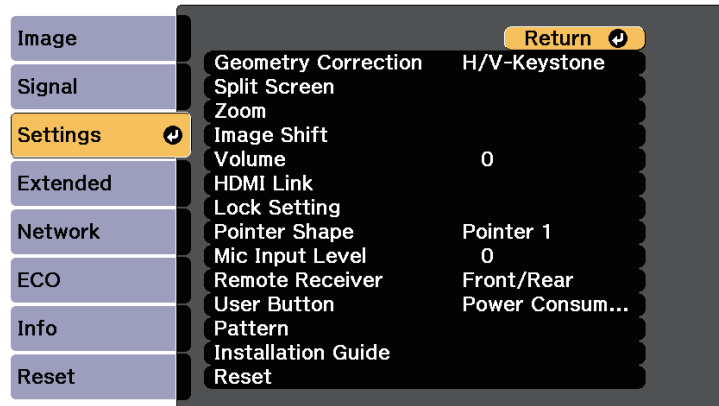 Image
Signal
Settings
Extended
Network
ECO
Info
Reset
Return
Geometry Correction H/V-Keystone
Split Screen
Zoom
Image Shift
Volume 0
HDMI Link
Lock Setting
Pointer Shape Pointer 1
Mic Input Level 0
Remote Receiver Front/Rear
User Button Power Consum...
Pattern
Installation Guide
Reset